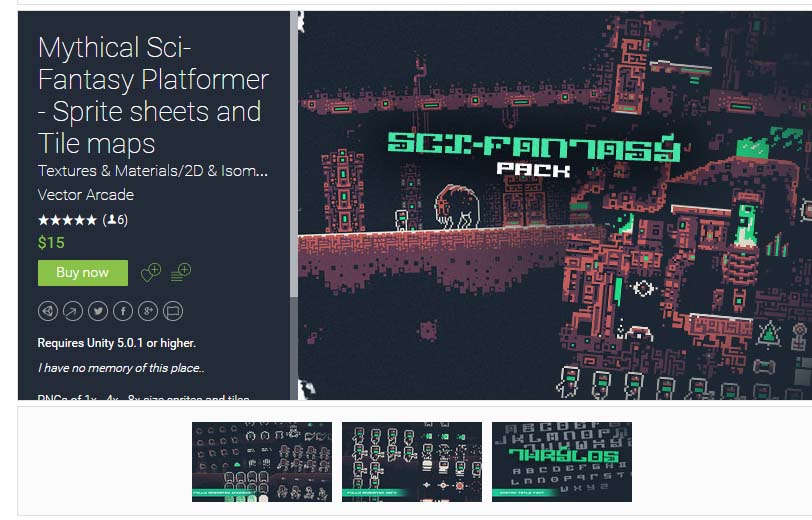 Mythical Sci-
Fantasy Platformer
- Sprite sheets and
Tile maps
Textures & Materials/2D & Isom...
Vector Arcade
★★★★★ (6)
$15
Buy now
Requires Unity 5.0.1 or higher.
I have no memory of this place..
PNGs of 1x, 4x, 8x size sprites and tiles
SCI-FANTASY
PACK
THRYLOS